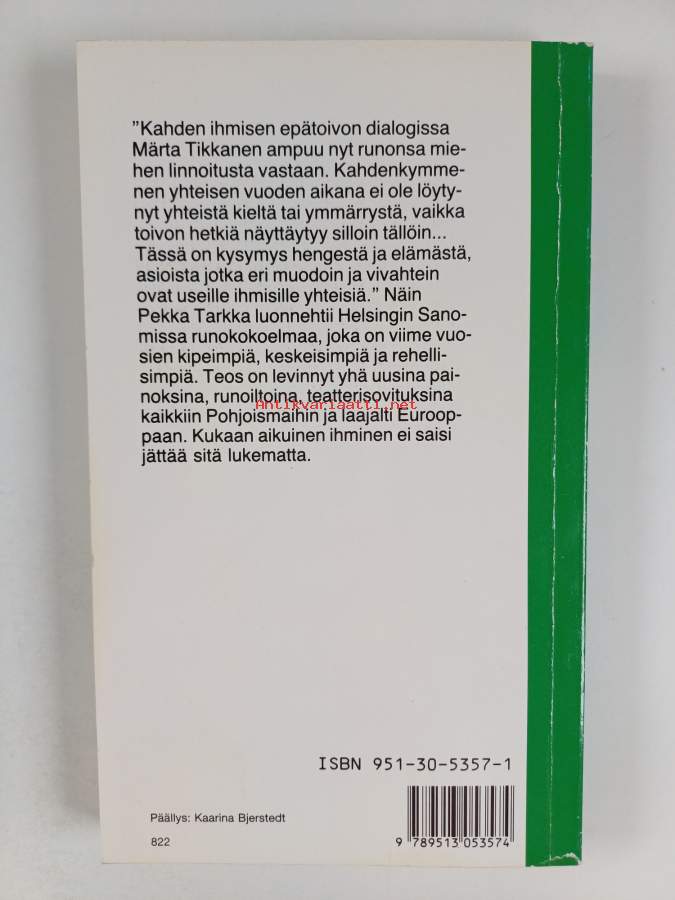 ”Kahden ihmisen epätoivon dialogissa
Märta Tikkanen ampuu nyt runonsa mie-
hen linnoitusta vastaan. Kahdenkymme-
nen yhteisen vuoden aikana ei ole löyty-
nyt yhteistä kieltä tai ymmärrystä, vaikka
toivon hetkiä näyttäytyy silloin tällöin...
Tässä on kysymys hengestä ja elämästä,
asioista jotka eri muodoin ja vivahtein
ovat useille ihmisille yhteisiä.” Näin
Pekka Tarkka luonnehtii Helsingin Sano-
missa runokokoelmaa, joka on viime vuo-
sien kipeimpiä, keskeisimpiä ja rehelli-
simpiä. Teos on levinnyt yhä uusina pai-
noksina, runoiltoina, teatterisovituksina
Antikvariaatti.net
kaikkiin Pohjoismaihin ja laajalti Euroop-
paan. Kukaan aikuinen ihminen ei saisi
jättää sitä lukematta.
ISBN 951-30-5357-1
Päällys: Kaarina Bjerstedt
822
9 789513 053574